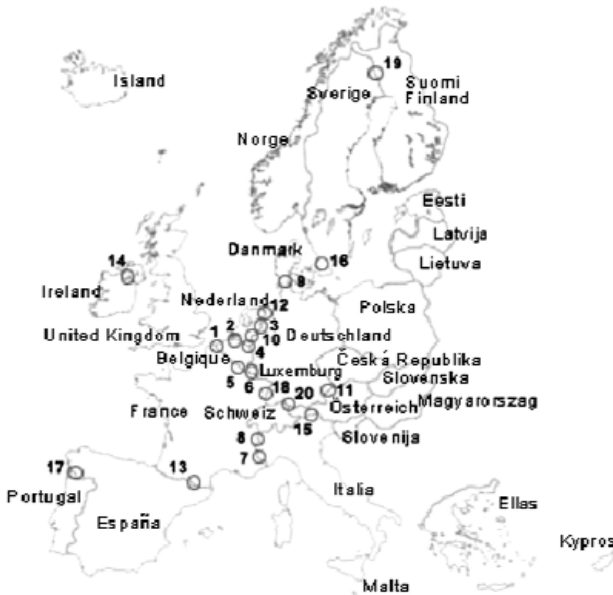 19
Island
Sverige
Suomi
Finland
Norge
Eesti
Latvija
Danmark
16
Lietuva
14
8
Ireland
Nederland
12
Polska
United Kingdom
1
2
3
10
Deutschland
Belgique
4
Česká Republika
5
Luxemburg
Slovenska
6
18
20
11
Magyarorszag
France
Schweiz
Österreich
15
8
Slovenija
17
13
7
Portugal
España
Italia
Ellas
Kypros
Malta